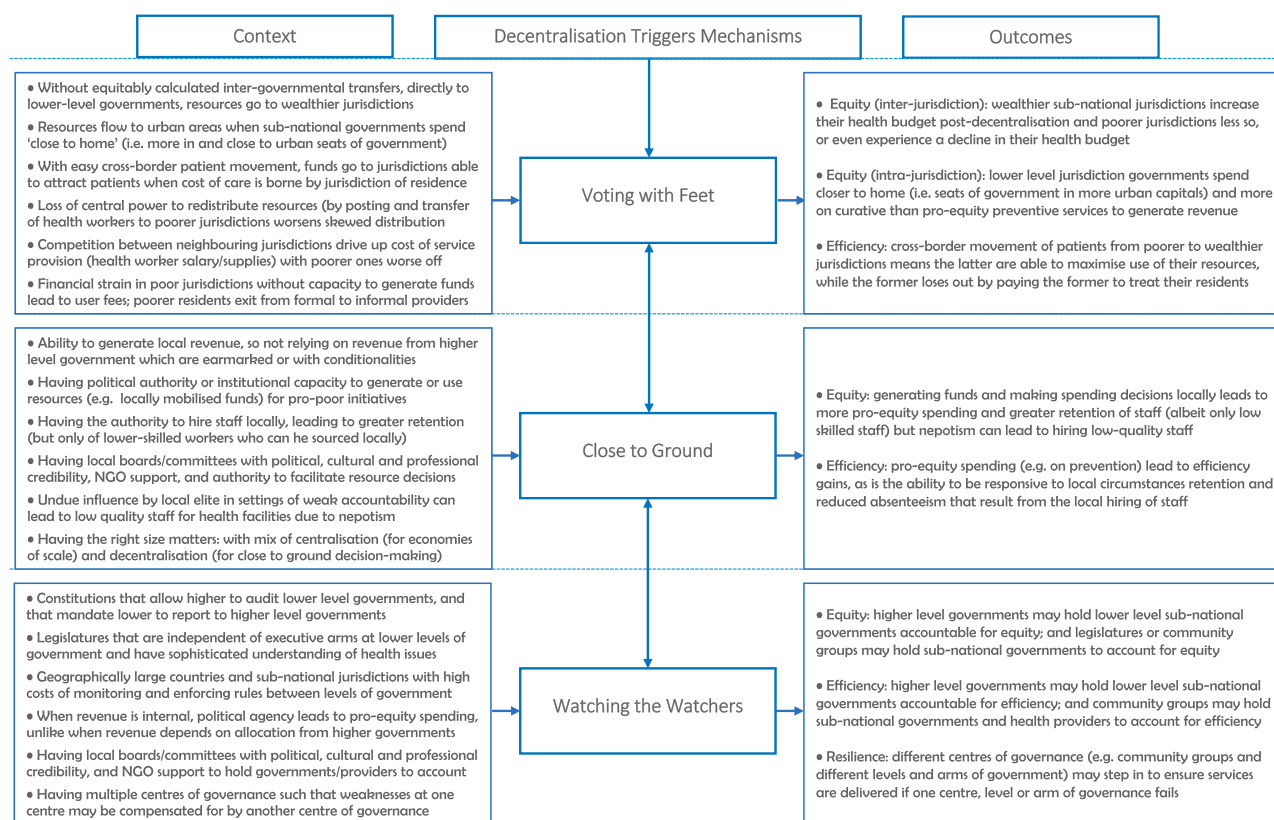 Context
Decentralisation Triggers Mechanisms
Outcomes
• Without equitably calculated inter-governmental transfers, directly to
lower-level governments, resources go to wealthier jurisdictions
• Resources flow to urban areas when sub-national governments spend
‘close to home’ (i.e. more in and close to urban seats of government)
• With easy cross-border patient movement, funds go to jurisdictions able
to attract patients when cost of care is borne by jurisdiction of residence
• Loss of central power to redistribute resources (by posting and transfer
of health workers to poorer jurisdictions worsens skewed distribution
• Competition between neighbouring jurisdictions drive up cost of service
provision (health worker salary/supplies) with poorer ones worse off
• Financial strain in poor jurisdictions without capacity to generate funds
lead to user fees; poorer residents exit from formal to informal providers
Voting with Feet
• Equity (inter-jurisdiction): wealthier sub-national jurisdictions increase
their health budget post-decentralisation and poorer jurisdictions less so,
or even experience a decline in their health budget
• Equity (intra-jurisdiction): lower level jurisdiction governments spend
closer to home (i.e. seats of government in more urban capitals) and more
on curative than pro-equity preventive services to generate revenue
• Efficiency: cross-border movement of patients from poorer to wealthier
jurisdictions means the latter are able to maximise use of their resources,
while the former loses out by paying the former to treat their residents
• Ability to generate local revenue, so not relying on revenue from higher
level government which are earmarked or with conditionalities
• Having political authority or institutional capacity to generate or use
resources (e.g. locally mobilised funds) for pro-poor initiatives
• Having the authority to hire staff locally, leading to greater retention
(but only of lower-skilled workers who can he sourced locally)
• Having local boards/committees with political, cultural and professional
credibility, NGO support, and authority to facilitate resource decisions
• Undue influence by local elite in settings of weak accountability can
lead to low quality staff for health facilities due to nepotism
• Having the right size matters: with mix of centralisation (for economies
of scale) and decentralisation (for close to ground decision-making)
Close to Ground
• Equity: generating funds and making spending decisions locally leads to
more pro-equity spending and greater retention of staff (albeit only low
skilled staff) but nepotism can lead to hiring low-quality staff
• Efficiency: pro-equity spending (e.g. on prevention) lead to efficiency
gains, as is the ability to be responsive to local circumstances retention and
reduced absenteeism that result from the local hiring of staff
• Constitutions that allow higher to audit lower level governments, and
that mandate lower to report to higher level governments
• Legislatures that are independent of executive arms at lower levels of
government and have sophisticated understanding of health issues
• Geographically large countries and sub-national jurisdictions with high
costs of monitoring and enforcing rules between levels of government
• When revenue is internal, political agency leads to pro-equity spending,
unlike when revenue depends on allocation from higher governments
• Having local boards/committees with political, cultural and professional
credibility, and NGO support to hold governments/providers to account
• Having multiple centres of governance such that weaknesses at one
centre may be compensated for by another centre of governance
Watching the Watchers
• Equity: higher level governments may hold lower level sub-national
governments accountable for equity; and legislatures or community
groups may hold sub-national governments to account for equity
• Efficiency: higher level governments may hold lower level sub-national
governments accountable for efficiency; and community groups may hold
sub-national governments and health providers to account for efficiency
• Resilience: different centres of governance (e.g. community groups and
different levels and arms of government) may step in to ensure services
are delivered if one centre, level or arm of governance fails